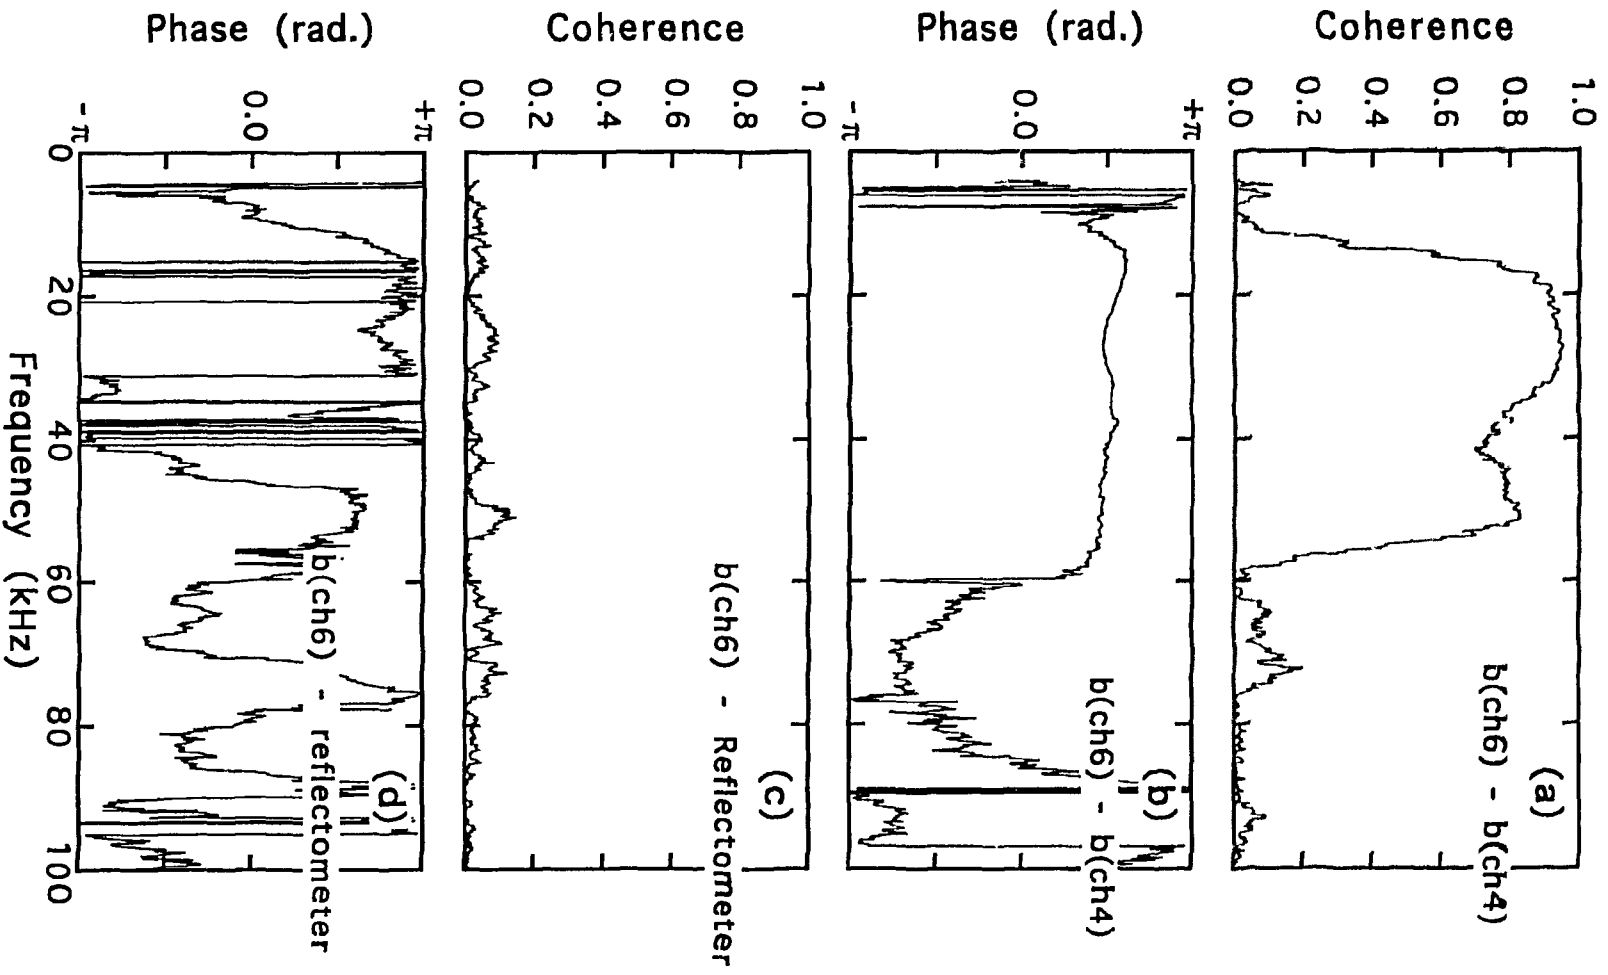 Coherence
1.0
0.8
0.6
0.4
0.2
0.0
(a)
b(ch6) - b(ch4)
Phase (rad.)
+π
0.0
-π
(b)
b(ch6) - b(ch4)
Coherence
1.0
0.8
0.6
0.4
0.2
0.0
(c)
b(ch6) - Reflectometer
Phase (rad.)
+π
0.0
-π
(d)
b(ch6) - reflectometer
0 20 40 60 80 100
Frequency (kHz)